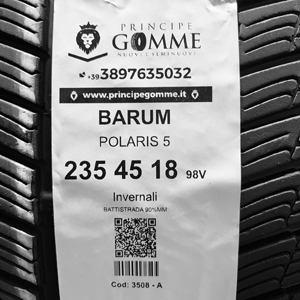 PRINCIPE
GOMME
NUOVE E SEMINUOVE
+39 3897635032
www.principegomme.it
BARUM
POLARIS 5
235 45 18 98V
Invernali
BATTISTRADA 90%MM
Cod: 3508 - A